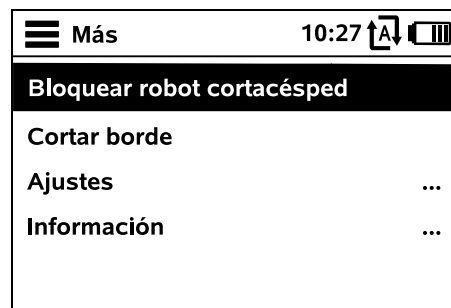 Más 10:27 A
Bloquear robot cortacésped
Cortar borde
Ajustes ...
Información ...